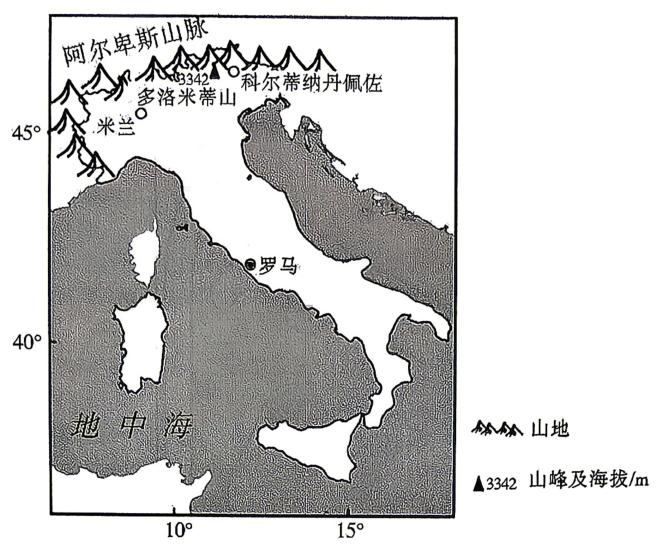 阿尔卑斯山脉
3342
科尔蒂纳丹佩佐
多洛米蒂山
米兰
45°
罗马
40°
地中海
山地
3342 山峰及海拔/m
10°
15°